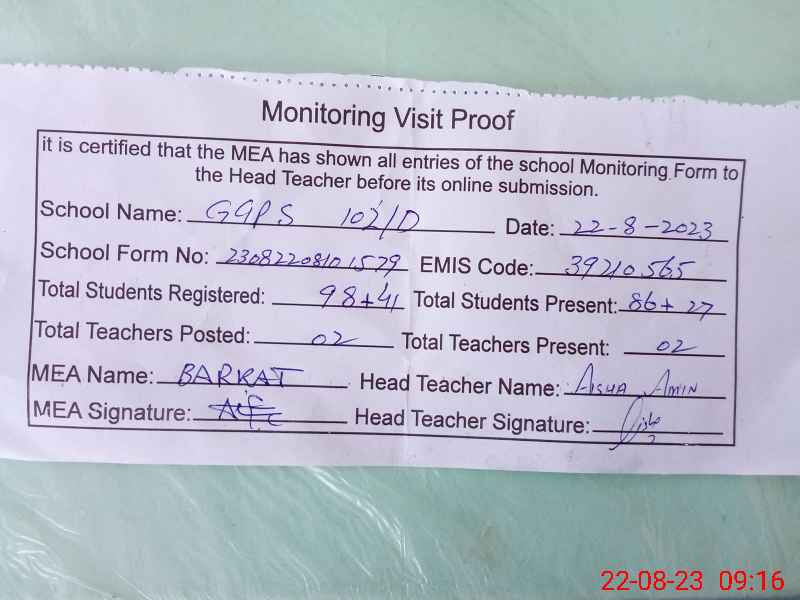 Monitoring Visit Proof
it is certified that the MEA has shown all entries of the school Monitoring Form to
the Head Teacher before its online submission.
School Name: GGPS 102/D Date: 22-8-2023
School Form No: 2308220810 1579 EMIS Code: 39210565
Total Students Registered: 98+41 Total Students Present: 86+27
Total Teachers Posted: 02 Total Teachers Present: 02
MEA Name: BARKAT Head Teacher Name: AISHA AMIN
MEA Signature: Head Teacher Signature:
22-08-23 09:16